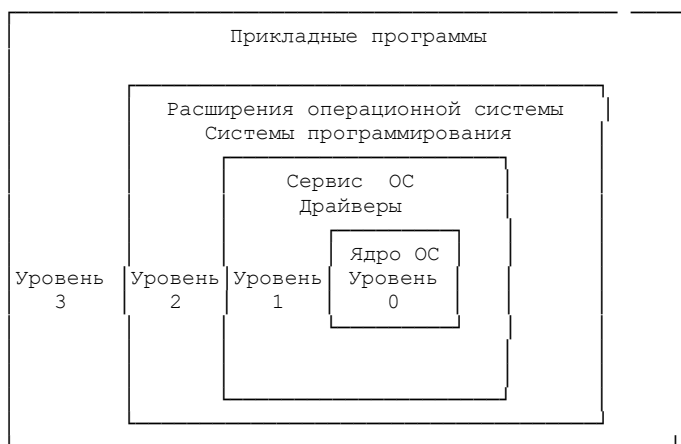 Прикладные программы
Расширения операционной системы
Системы программирования
Сервис ОС
Драйверы
Ядро ОС
Уровень Уровень Уровень Уровень
3 2 1 0